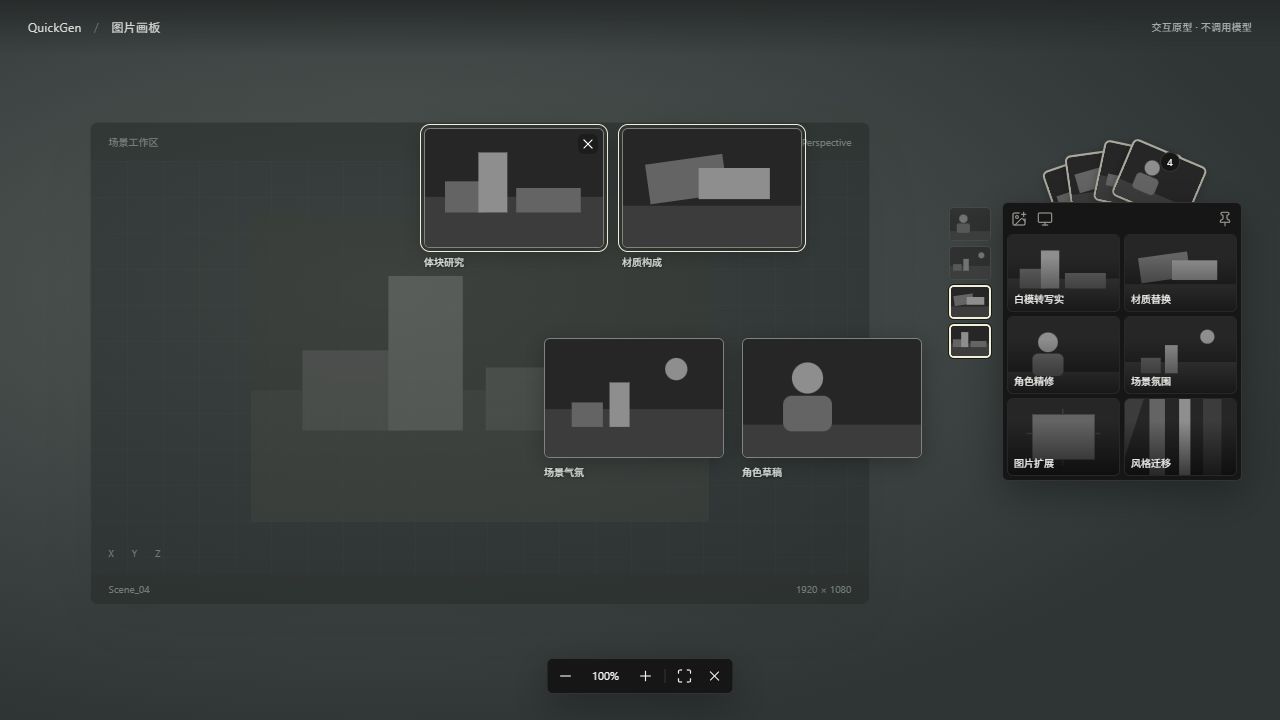 QuickGen / 图片画板
交互原型 · 不调用模型
场景工作区
Perspective
体块研究
材质构成
场景气氛
角色草稿
X Y Z
Scene_04
1920 × 1080
4
白模转写实
材质替换
角色精修
场景氛围
图片扩展
风格迁移
100%